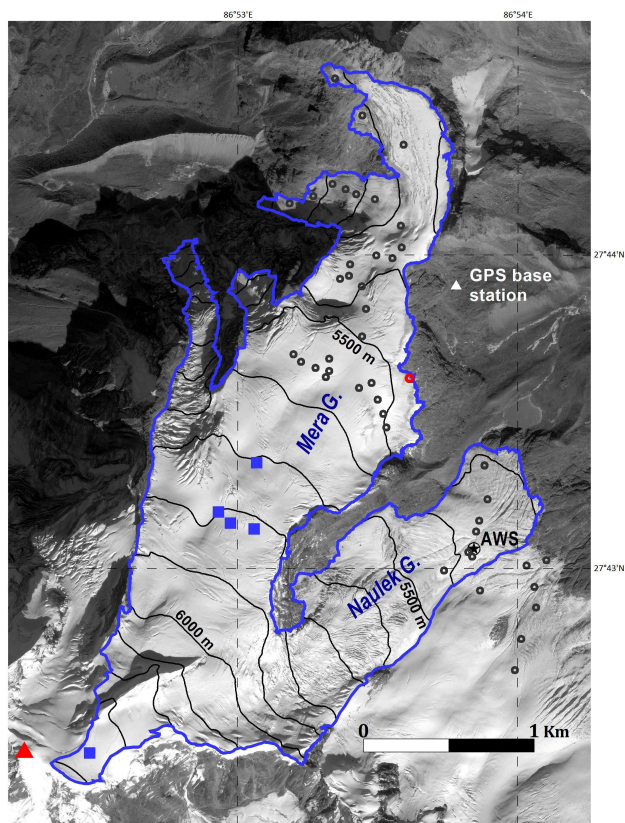 86°53'E
86°54'E
27°44'N
GPS base
station
5500 m
Mera G.
AWS
27°43'N
Naulek G.
5500 m
6000 m
0
1 Km